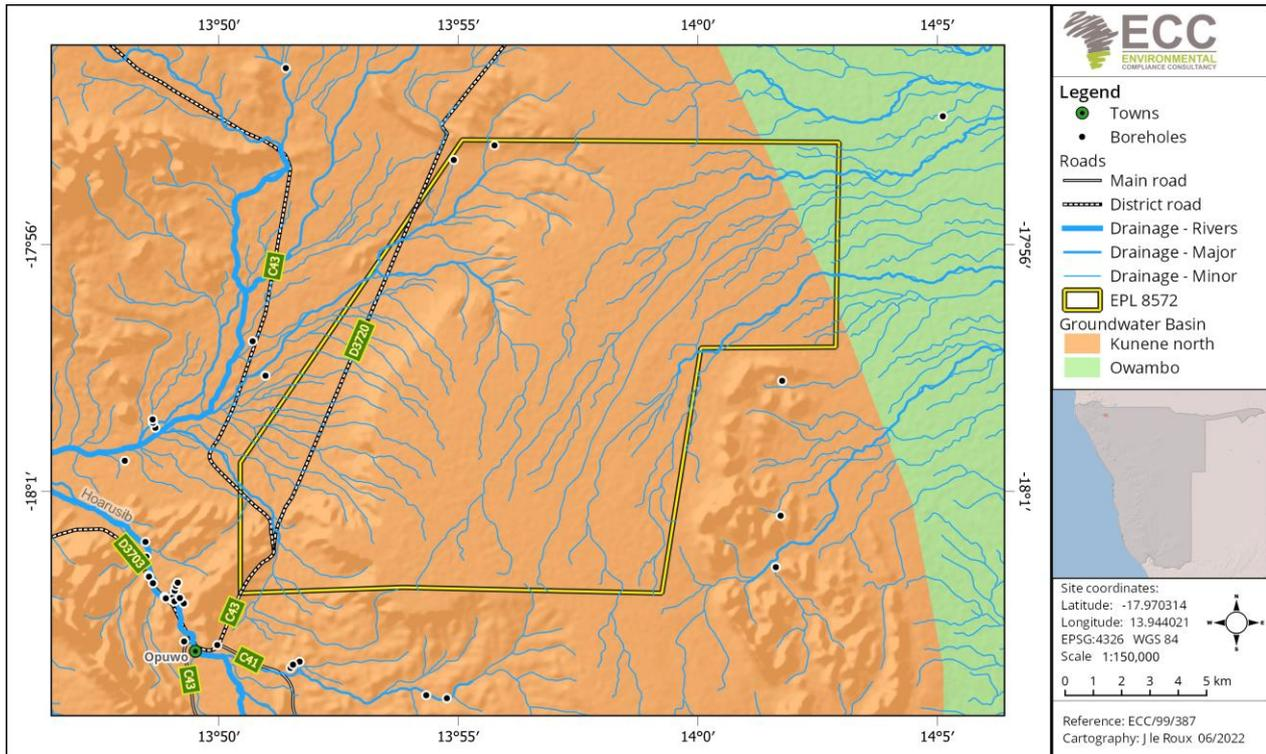 13°50′ 13°55′ 14°0′ 14°5′
-17°56′ -17°56′
-18°1′ -18°1′
C43
D3720
Hoarusib
D3703
C43
Opuwo
C41
C43
13°50′ 13°55′ 14°0′ 14°5′
ECC
ENVIRONMENTAL
COMPLIANCE CONSULTANCY
Legend
Towns
Boreholes
Roads
Main road
District road
Drainage - Rivers
Drainage - Major
Drainage - Minor
EPL 8572
Groundwater Basin
Kunene north
Owambo
Site coordinates:
Latitude: -17.970314
Longitude: 13.944021
EPSG:4326 WGS 84
Scale 1:150,000
N
W E
S
0 1 2 3 4 5 km
Reference: ECC/99/387
Cartography: J le Roux 06/2022